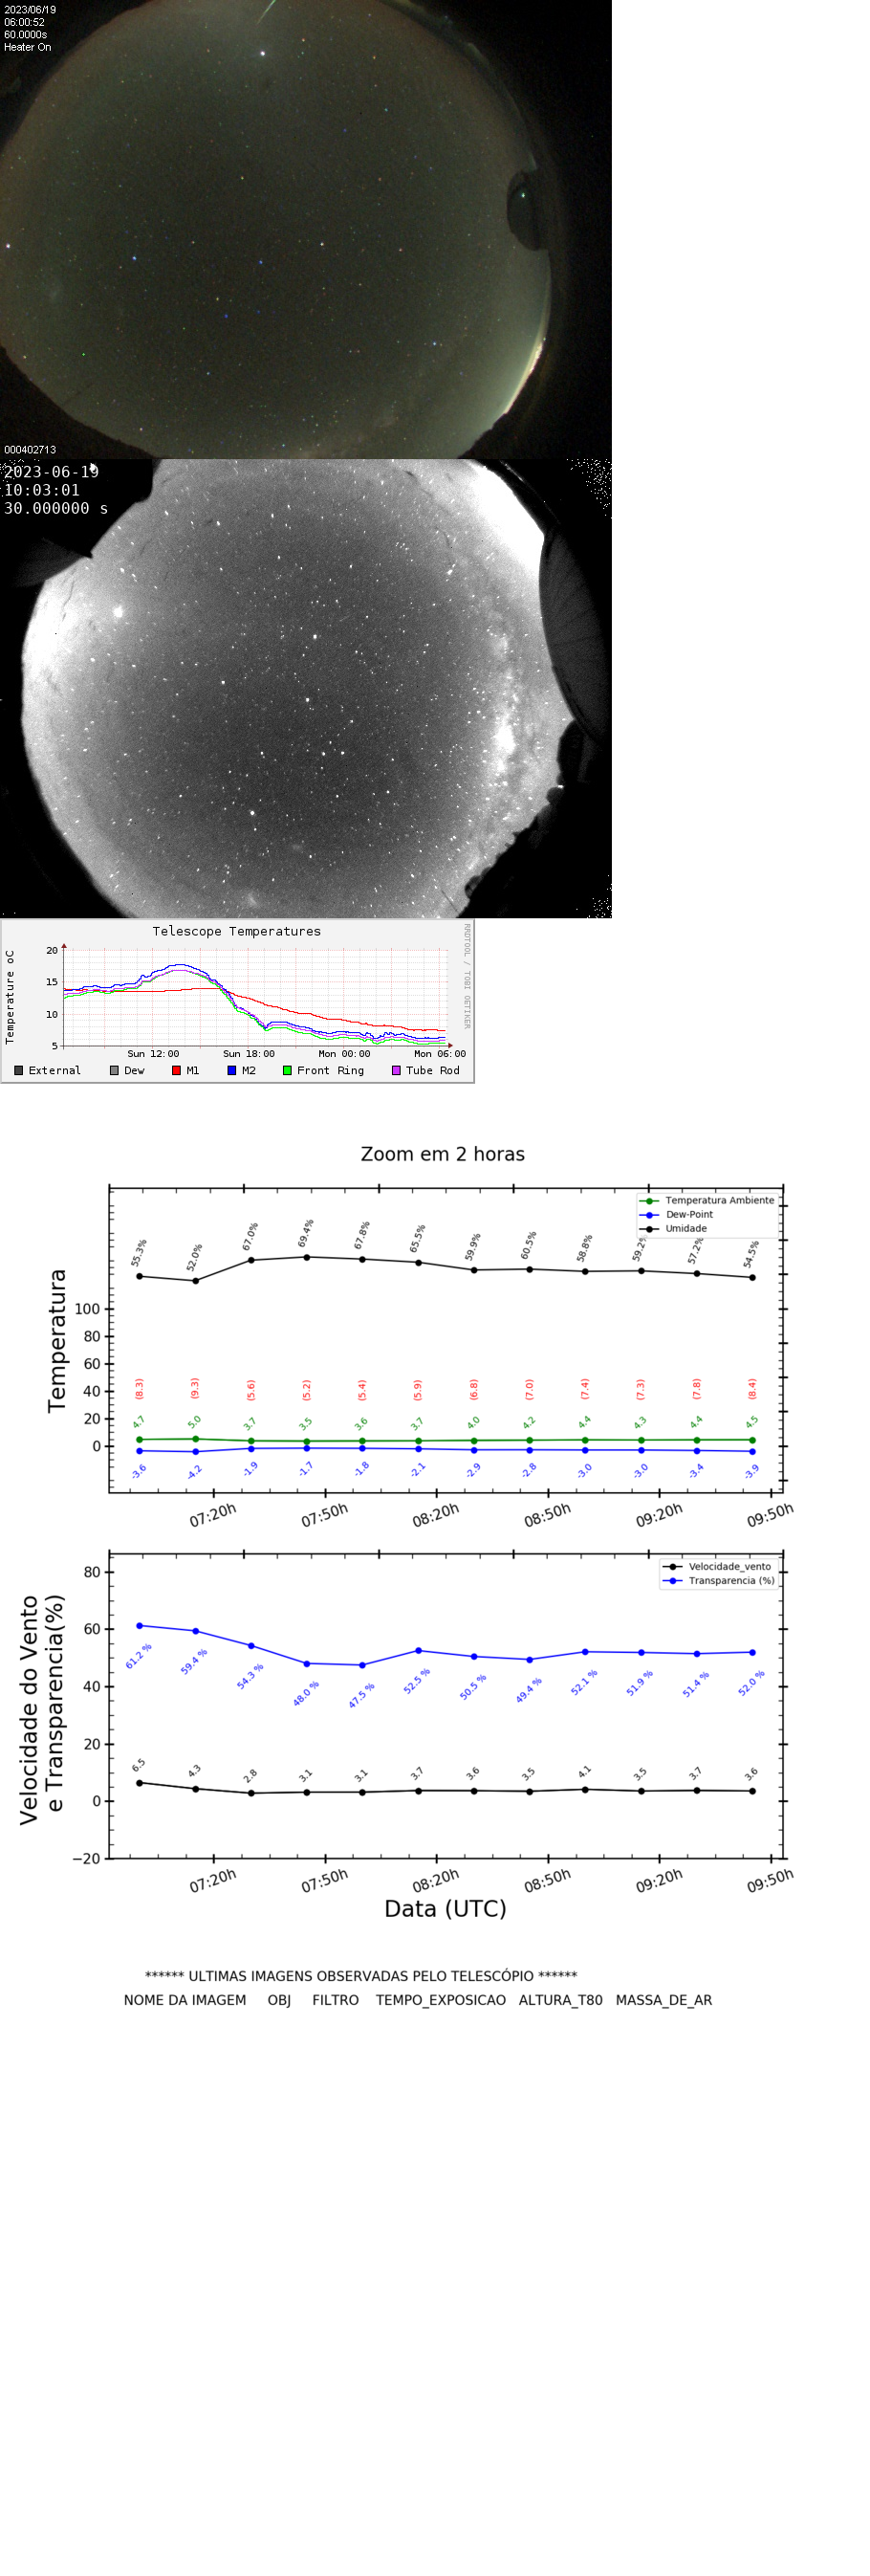 2023/06/19
06:00:52
60.0000s
Heater On
000402713
2023-06-19
10:03:01
30.000000 s
Telescope Temperatures
RRDTOOL / TOBI OETIKER
Temperature oC
20
15
10
5
Sun 12:00 Sun 18:00 Mon 00:00 Mon 06:00
External Dew M1 M2 Front Ring Tube Rod
Zoom em 2 horas
Temperatura Ambiente
Dew-Point
Umidade
55.3% 52.0% 67.0% 69.4% 67.8% 65.5% 59.9% 60.5% 58.8% 59.2% 57.2% 54.5%
Temperatura
100
80
60
40
20
0
(8.3) (9.3) (5.6) (5.2) (5.4) (5.9) (6.8) (7.0) (7.4) (7.3) (7.8) (8.4)
4.7 5.0 3.7 3.5 3.6 3.7 4.0 4.2 4.4 4.3 4.4 4.5
-3.6 -4.2 -1.9 -1.7 -1.8 -2.1 -2.9 -2.8 -3.0 -3.0 -3.4 -3.9
07:20h 07:50h 08:20h 08:50h 09:20h 09:50h
Velocidade_vento
Transparencia (%)
Velocidade do Vento
e Transparencia(%)
80
60
40
20
0
−20
61.2 % 59.4 % 54.3 % 48.0 % 47.5 % 52.5 % 50.5 % 49.4 % 52.1 % 51.9 % 51.4 % 52.0 %
6.5 4.3 2.8 3.1 3.1 3.7 3.6 3.5 4.1 3.5 3.7 3.6
07:20h 07:50h 08:20h 08:50h 09:20h 09:50h
Data (UTC)
****** ULTIMAS IMAGENS OBSERVADAS PELO TELESCÓPIO ******
NOME DA IMAGEM OBJ FILTRO TEMPO_EXPOSICAO ALTURA_T80 MASSA_DE_AR